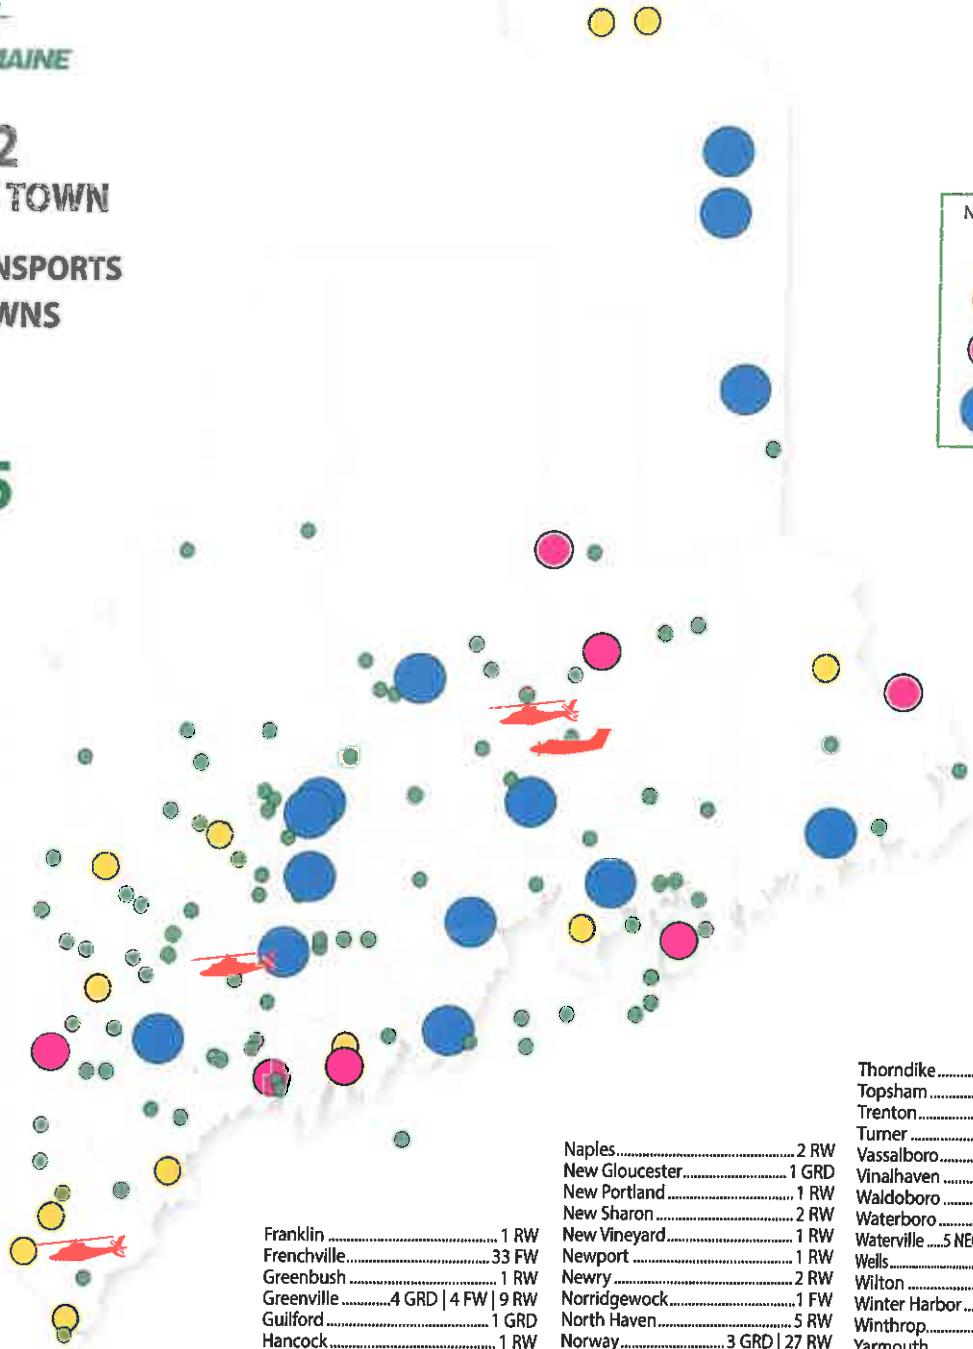 MAINE
2
TOWN
NSPORTS
WNS
5
N
Franklin ............ 1 RW
Frenchville............ 33 FW
Greenbush ............ 1 RW
Greenville ............4 GRD | 4 FW | 9 RW
Guilford ............ 1 GRD
Hancock............ 1 RW
Naples............ 2 RW
New Gloucester............ 1 GRD
New Portland............ 1 RW
New Sharon ............ 2 RW
New Vineyard............ 1 RW
Newport ............ 1 RW
Newry ............ 2 RW
Norridgewock............ 1 FW
North Haven............ 5 RW
Norway............ 3 GRD | 27 RW
Thorndike............
Topsham ............
Trenton............
Turner ............
Vassalboro............
Vinalhaven ............
Waldoboro ............
Waterboro ............
Waterville ....5 NE
Wells............
Wilton ............
Winter Harbor ...
Winthrop............
Yarmouth